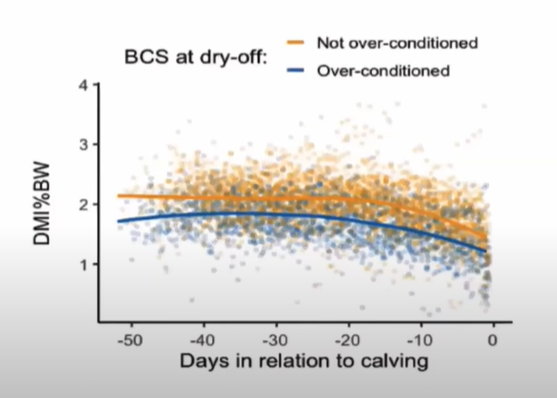 BCS at dry-off:
Not over-conditioned
Over-conditioned
DMI%BW
4
3
2
1
-50 -40 -30 -20 -10 0
Days in relation to calving